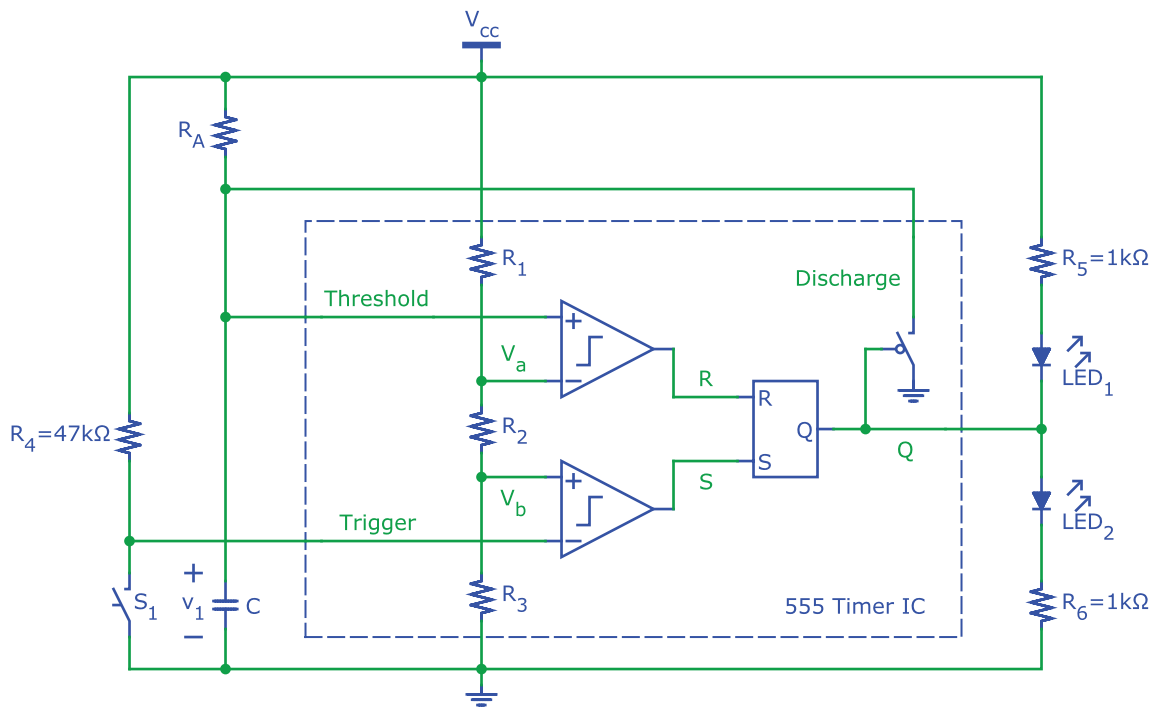 Vcc
RA
R1
R5=1kΩ
Discharge
Threshold
Va
LED1
R
R
R4=47kΩ
R2
Q
Q
S
S
Vb
LED2
Trigger
+
v1
−
S1
C
R3
R6=1kΩ
555 Timer IC